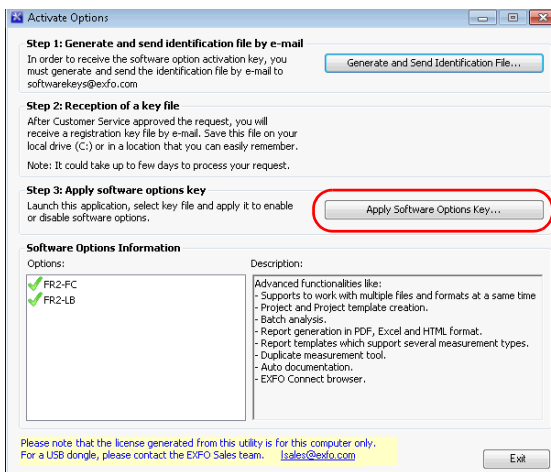 Activate Options
Step 1: Generate and send identification file by e-mail
In order to receive the software option activation key, you
must generate and send the identification file by e-mail to
softwarekeys@exfo.com
Generate and Send Identification File...
Step 2: Reception of a key file
After Customer Service approved the request, you will
receive a registration key file by e-mail. Save this file on your
local drive (C:) or in a location that you can easily remember.
Note: It could take up to few days to process your request.
Step 3: Apply software options key
Launch this application, select key file and apply it to enable
or disable software options.
Apply Software Options Key...
Software Options Information
Options:
FR2-FC
FR2-LB
Description:
Advanced functionalities like:
- Supports to work with multiple files and formats at a same time
- Project and Project template creation.
- Batch analysis.
- Report generation in PDF, Excel and HTML format.
- Report templates which support several measurement types.
- Duplicate measurement tool.
- Auto documentation.
- EXFO Connect browser.
Please note that the license generated from this utility is for this computer only.
For a USB dongle, please contact the EXFO Sales team. Isales@exfo.com
Exit